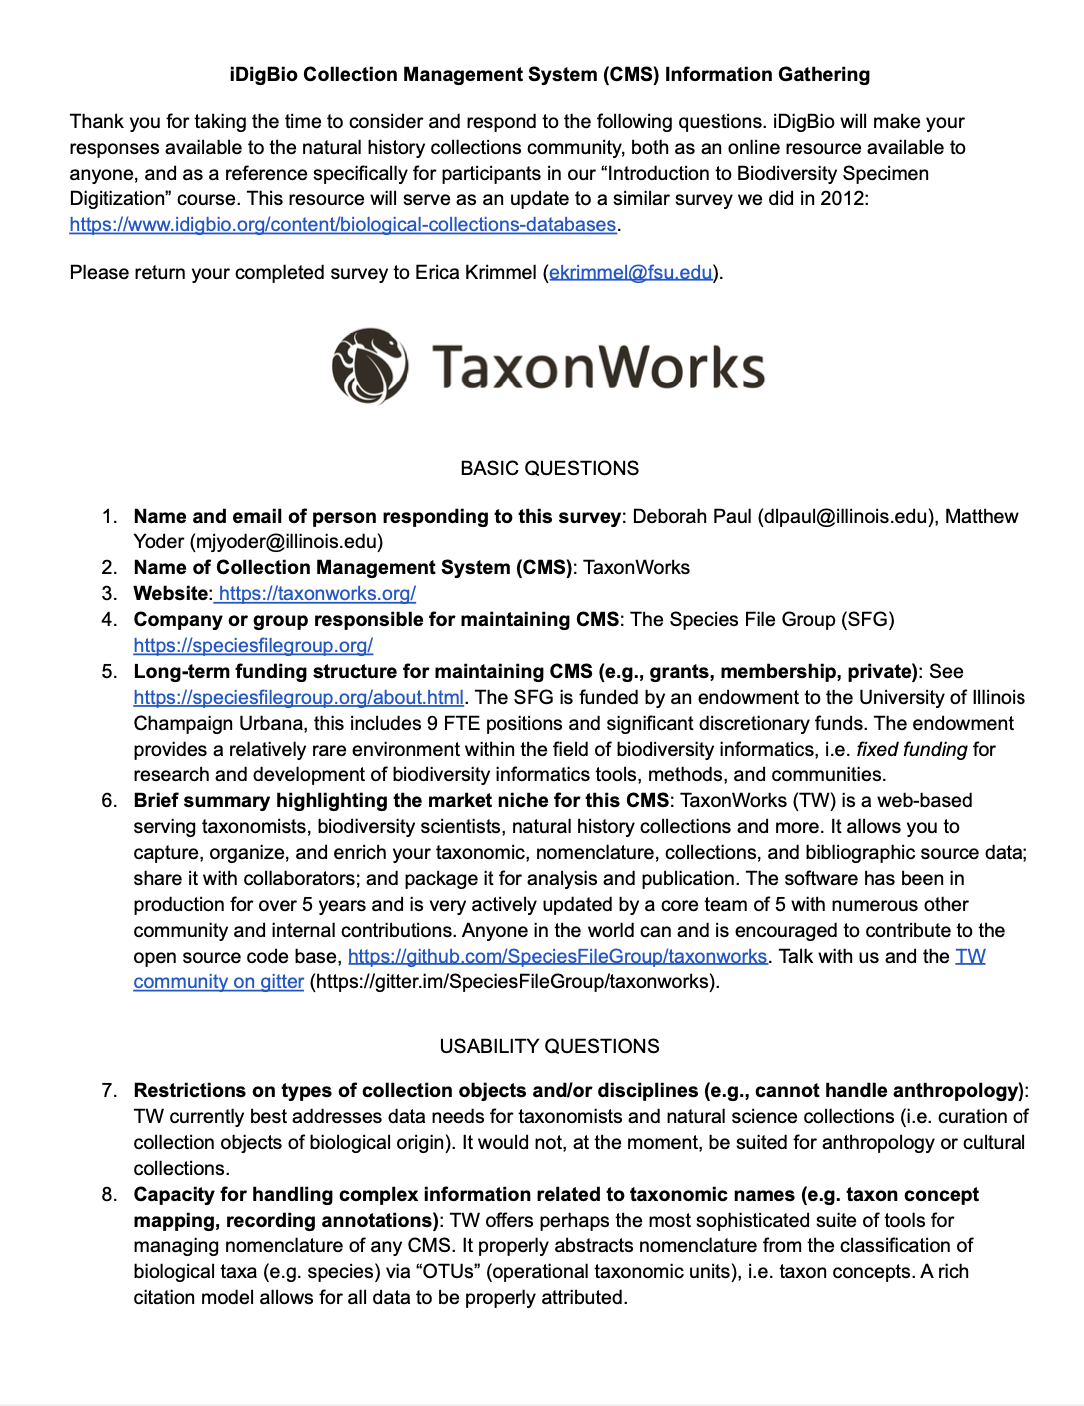 iDigBio Collection Management System (CMS) Information Gathering
Thank you for taking the time to consider and respond to the following questions. iDigBio will make your
responses available to the natural history collections community, both as an online resource available to
anyone, and as a reference specifically for participants in our “Introduction to Biodiversity Specimen
Digitization” course. This resource will serve as an update to a similar survey we did in 2012:
https://www.idigbio.org/content/biological-collections-databases.
Please return your completed survey to Erica Krimmel (ekrimmel@fsu.edu).
TaxonWorks
BASIC QUESTIONS
1. Name and email of person responding to this survey: Deborah Paul (dlpaul@illinois.edu), Matthew
Yoder (mjyoder@illinois.edu)
2. Name of Collection Management System (CMS): TaxonWorks
3. Website: https://taxonworks.org/
4. Company or group responsible for maintaining CMS: The Species File Group (SFG)
https://speciesfilegroup.org/
5. Long-term funding structure for maintaining CMS (e.g., grants, membership, private): See
https://speciesfilegroup.org/about.html. The SFG is funded by an endowment to the University of Illinois
Champaign Urbana, this includes 9 FTE positions and significant discretionary funds. The endowment
provides a relatively rare environment within the field of biodiversity informatics, i.e. fixed funding for
research and development of biodiversity informatics tools, methods, and communities.
6. Brief summary highlighting the market niche for this CMS: TaxonWorks (TW) is a web-based
serving taxonomists, biodiversity scientists, natural history collections and more. It allows you to
capture, organize, and enrich your taxonomic, nomenclature, collections, and bibliographic source data;
share it with collaborators; and package it for analysis and publication. The software has been in
production for over 5 years and is very actively updated by a core team of 5 with numerous other
community and internal contributions. Anyone in the world can and is encouraged to contribute to the
open source code base, https://github.com/SpeciesFileGroup/taxonworks. Talk with us and the TW
community on gitter (https://gitter.im/SpeciesFileGroup/taxonworks).
USABILITY QUESTIONS
7. Restrictions on types of collection objects and/or disciplines (e.g., cannot handle anthropology):
TW currently best addresses data needs for taxonomists and natural science collections (i.e. curation of
collection objects of biological origin). It would not, at the moment, be suited for anthropology or cultural
collections.
8. Capacity for handling complex information related to taxonomic names (e.g. taxon concept
mapping, recording annotations): TW offers perhaps the most sophisticated suite of tools for
managing nomenclature of any CMS. It properly abstracts nomenclature from the classification of
biological taxa (e.g. species) via “OTUs” (operational taxonomic units), i.e. taxon concepts. A rich
citation model allows for all data to be properly attributed.